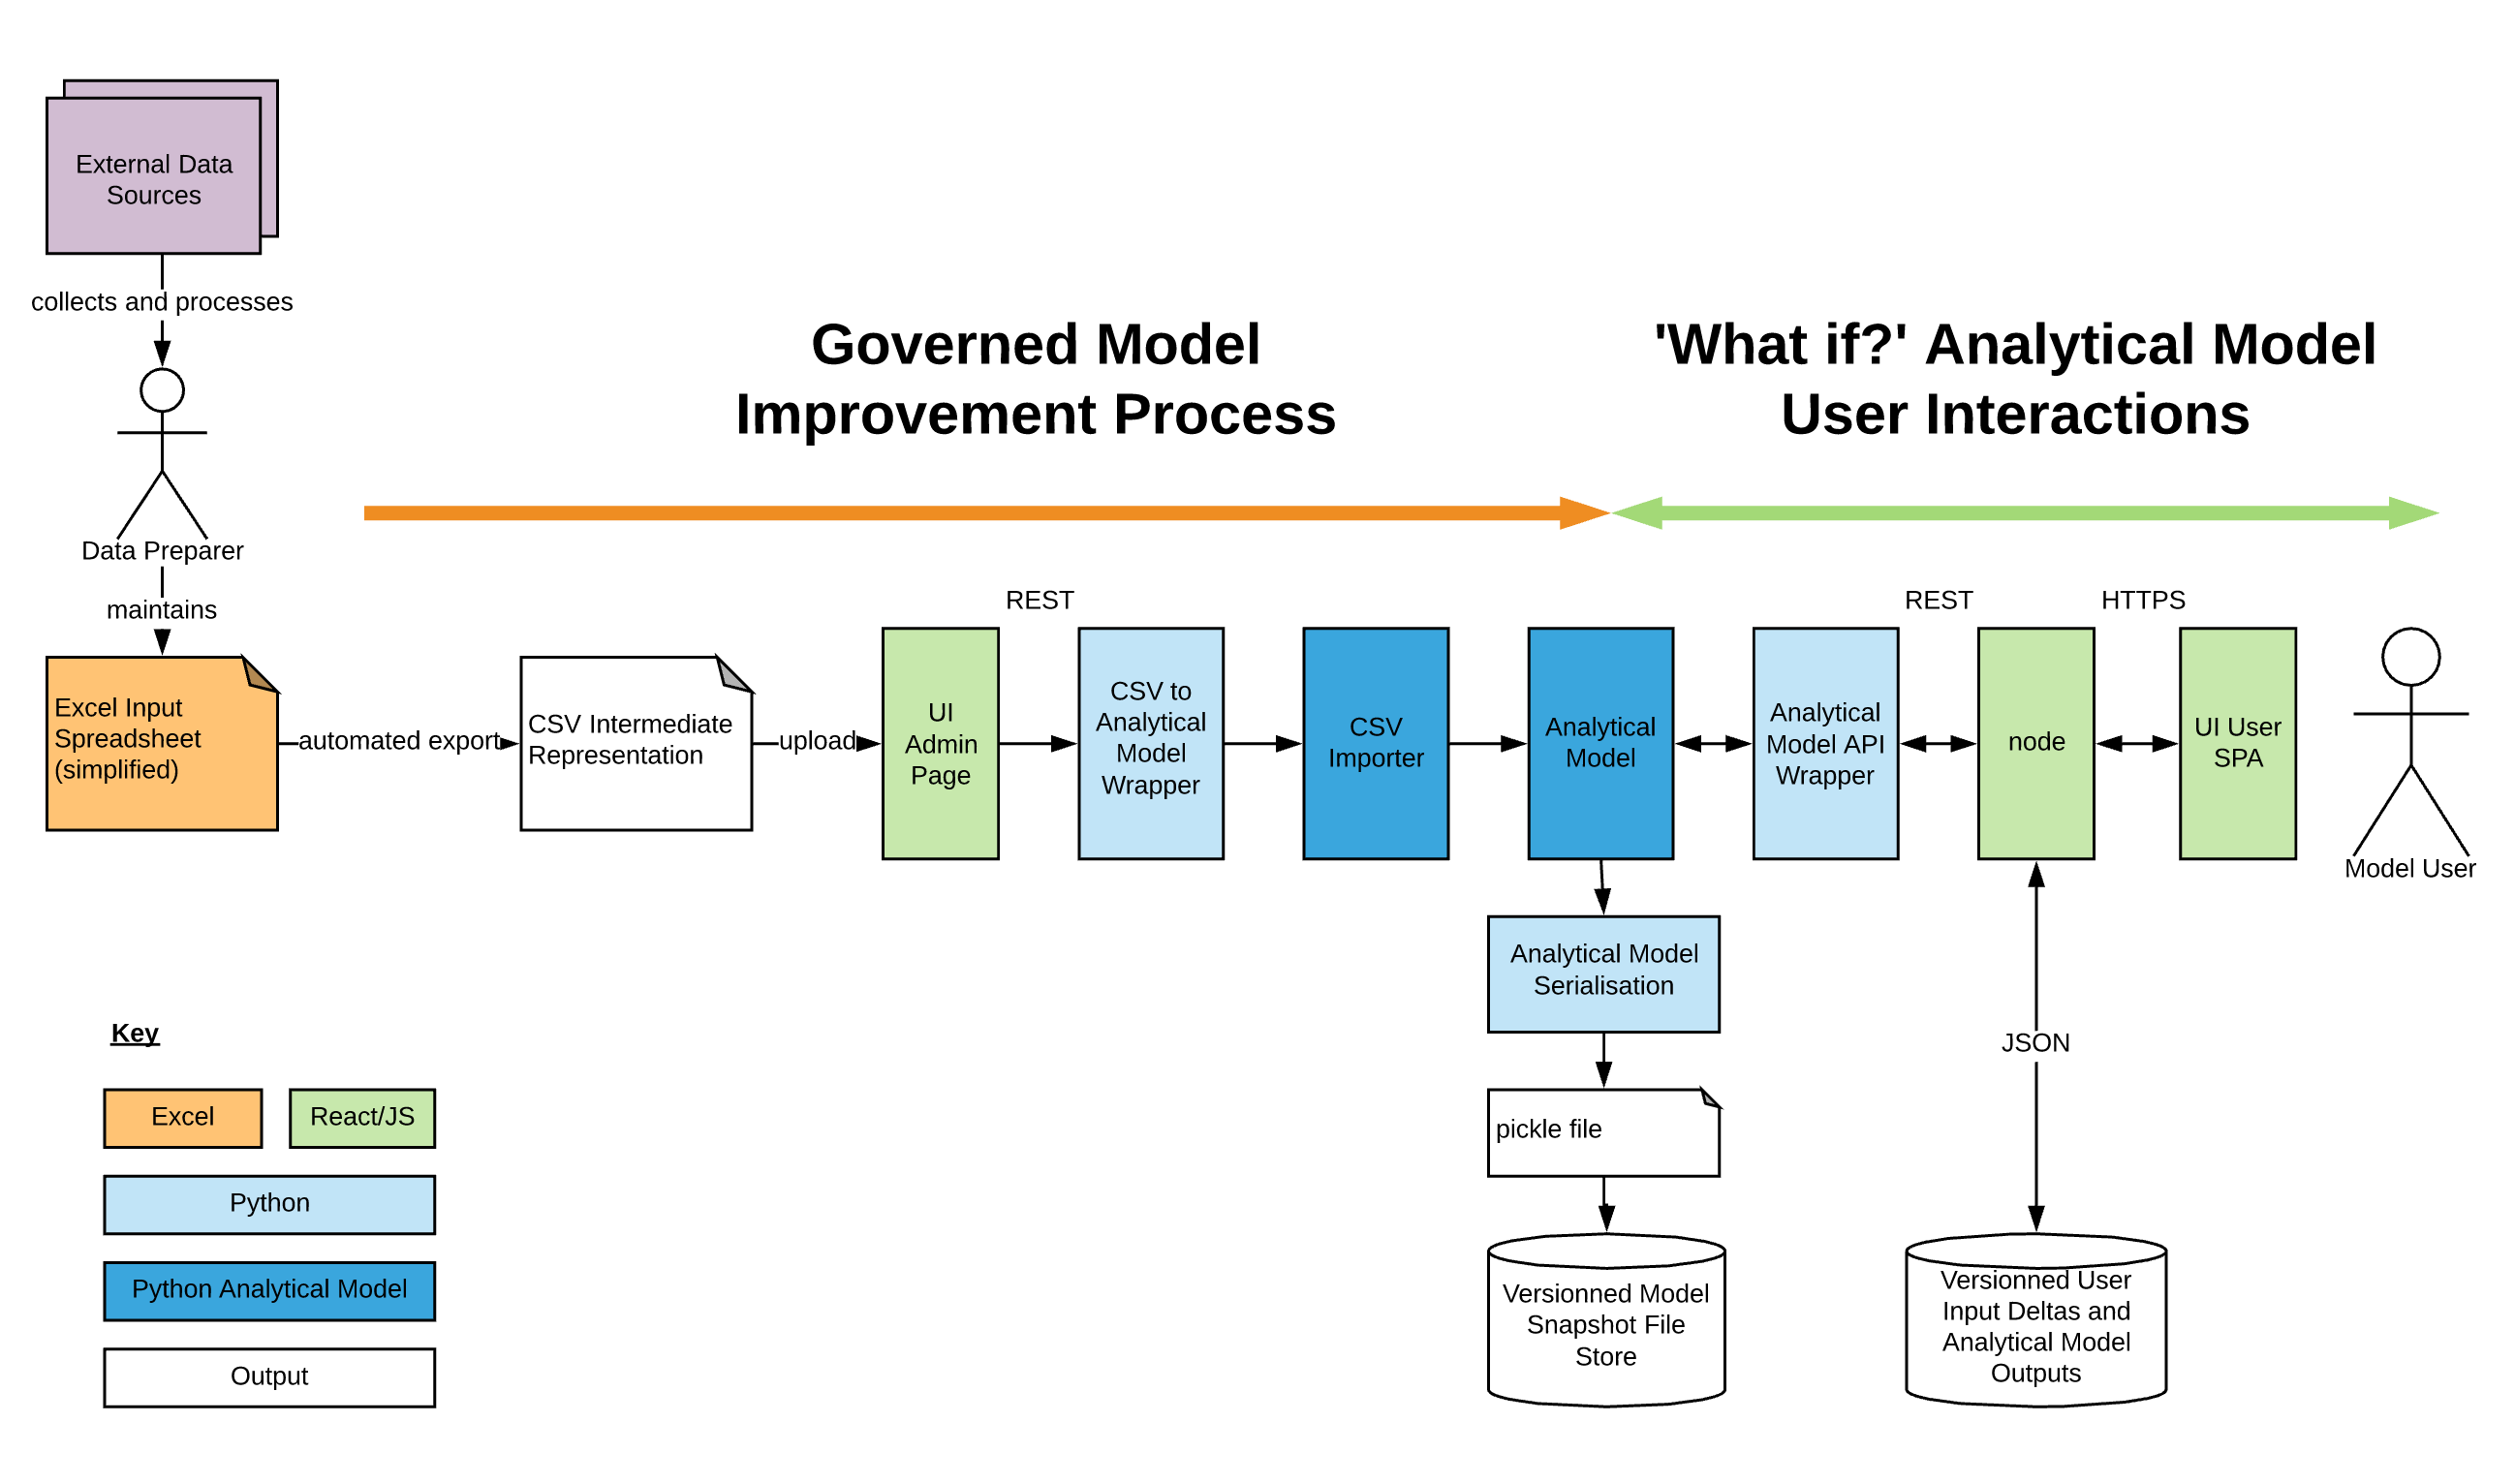 External Data
Sources
collects and processes
Governed Model
Improvement Process
'What if?' Analytical Model
User Interactions
Data Preparer
maintains
Excel Input
Spreadsheet
(simplified)
automated export
CSV Intermediate
Representation
upload
UI
Admin
Page
REST
CSV to
Analytical
Model
Wrapper
CSV
Importer
Analytical
Model
Analytical
Model API
Wrapper
REST
node
HTTPS
UI User
SPA
Model User
Analytical Model
Serialisation
pickle file
Versionned Model
Snapshot File
Store
JSON
Versionned User
Input Deltas and
Analytical Model
Outputs
Key
Excel
React/JS
Python
Python Analytical Model
Output